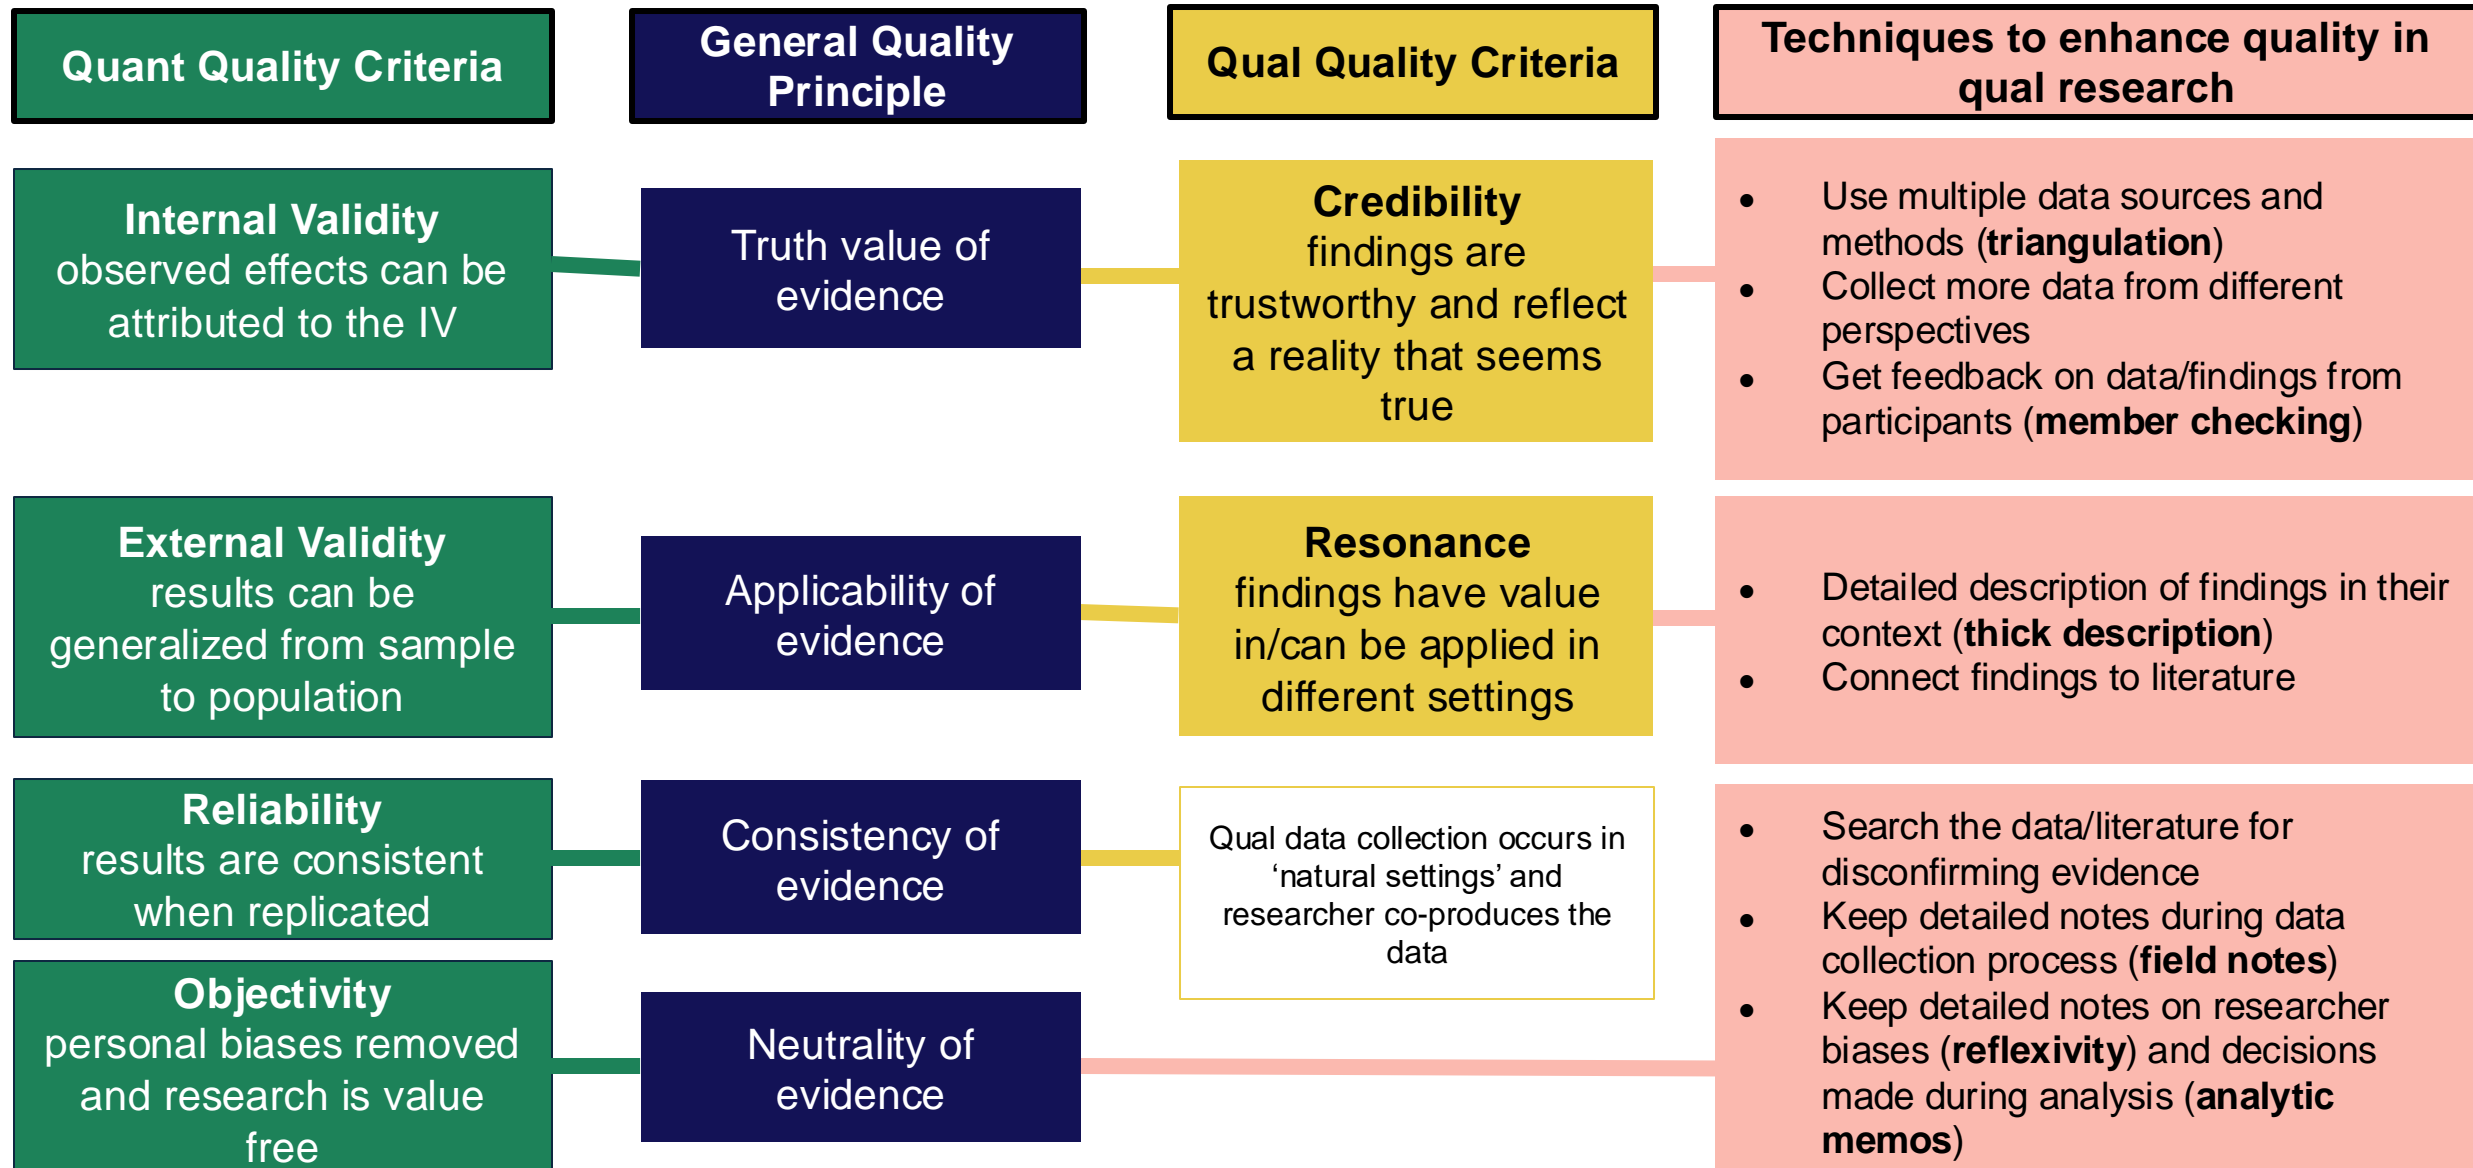 Quant Quality Criteria
General Quality
Principle
Qual Quality Criteria
Techniques to enhance quality in
qual research
Internal Validity
observed effects can be
attributed to the IV
Truth value of
evidence
Credibility
findings are
trustworthy and reflect
a reality that seems
true
● Use multiple data sources and
methods (triangulation)
● Collect more data from different
perspectives
● Get feedback on data/findings from
participants (member checking)
External Validity
results can be
generalized from sample
to population
Applicability of
evidence
Resonance
findings have value
in/can be applied in
different settings
● Detailed description of findings in their
context (thick description)
● Connect findings to literature
Reliability
results are consistent
when replicated
Consistency of
evidence
Qual data collection occurs in
‘natural settings’ and
researcher co-produces the
data
● Search the data/literature for
disconfirming evidence
● Keep detailed notes during data
collection process (field notes)
● Keep detailed notes on researcher
biases (reflexivity) and decisions
made during analysis (analytic
memos)
Objectivity
personal biases removed
and research is value
free
Neutrality of
evidence